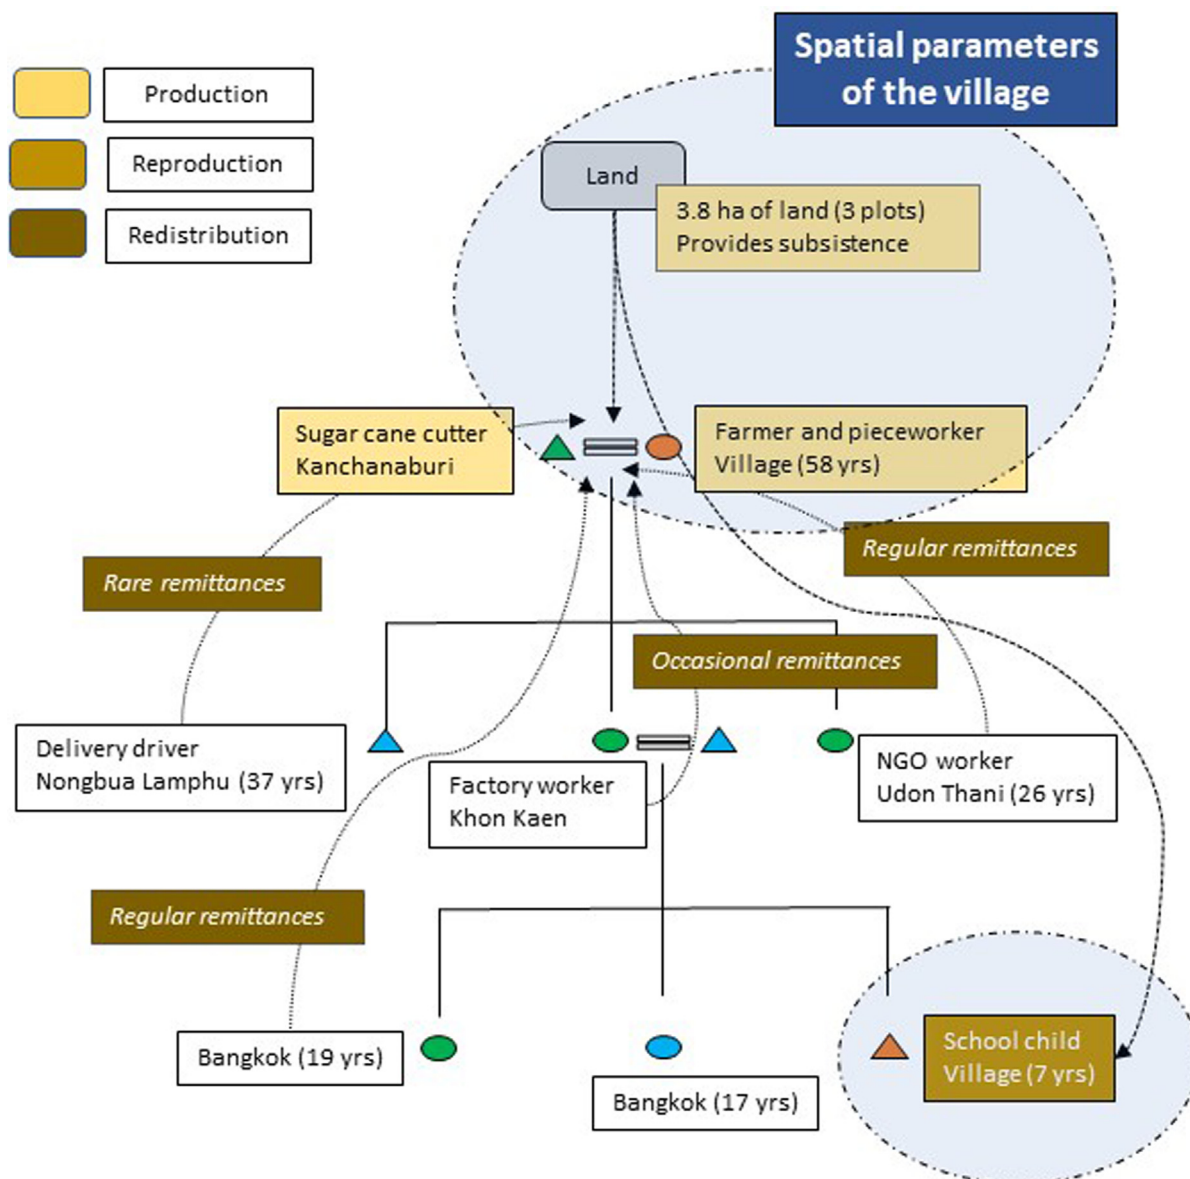 Spatial parameters
of the village
Production
Reproduction
Redistribution
Land
3.8 ha of land (3 plots)
Provides subsistence
Sugar cane cutter
Kanchanaburi
Farmer and pieceworker
Village (58 yrs)
Rare remittances
Regular remittances
Occasional remittances
Delivery driver
Nongbua Lamphu (37 yrs)
Factory worker
Khon Kaen
NGO worker
Udon Thani (26 yrs)
Regular remittances
Bangkok (19 yrs)
Bangkok (17 yrs)
School child
Village (7 yrs)